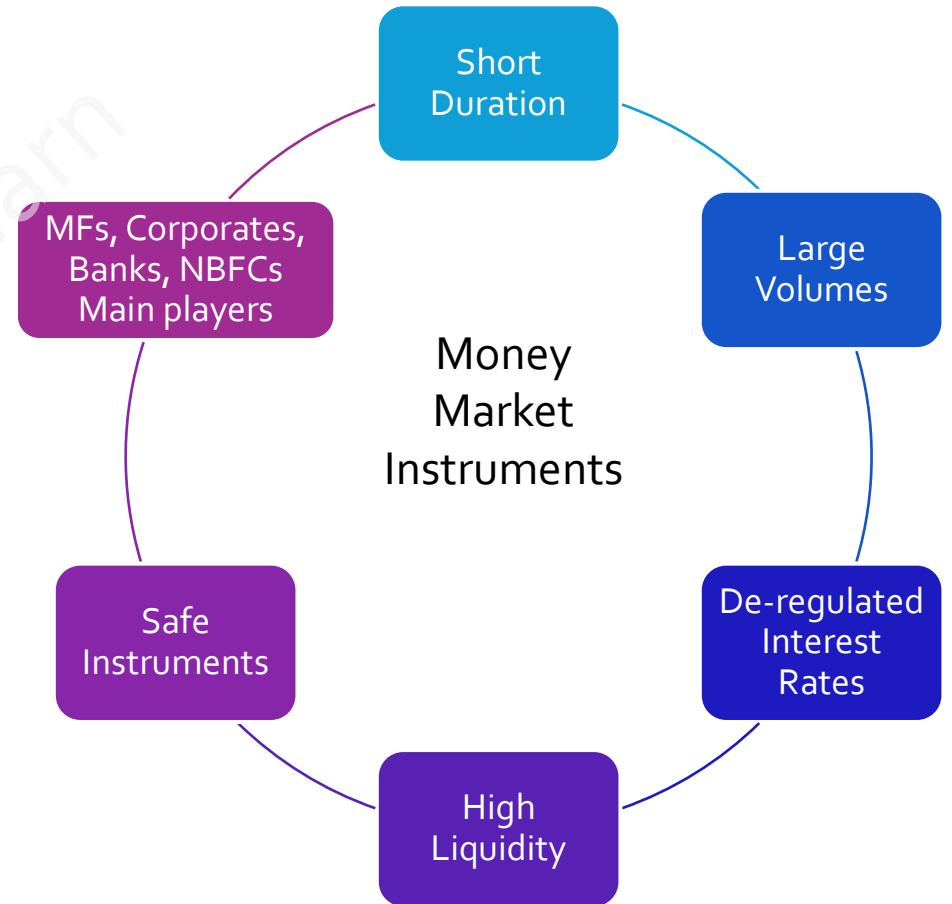 Short
Duration
MFs, Corporates,
Banks, NBFCs
Main players
Large
Volumes
Money
Market
Instruments
Safe
Instruments
De-regulated
Interest
Rates
High
Liquidity